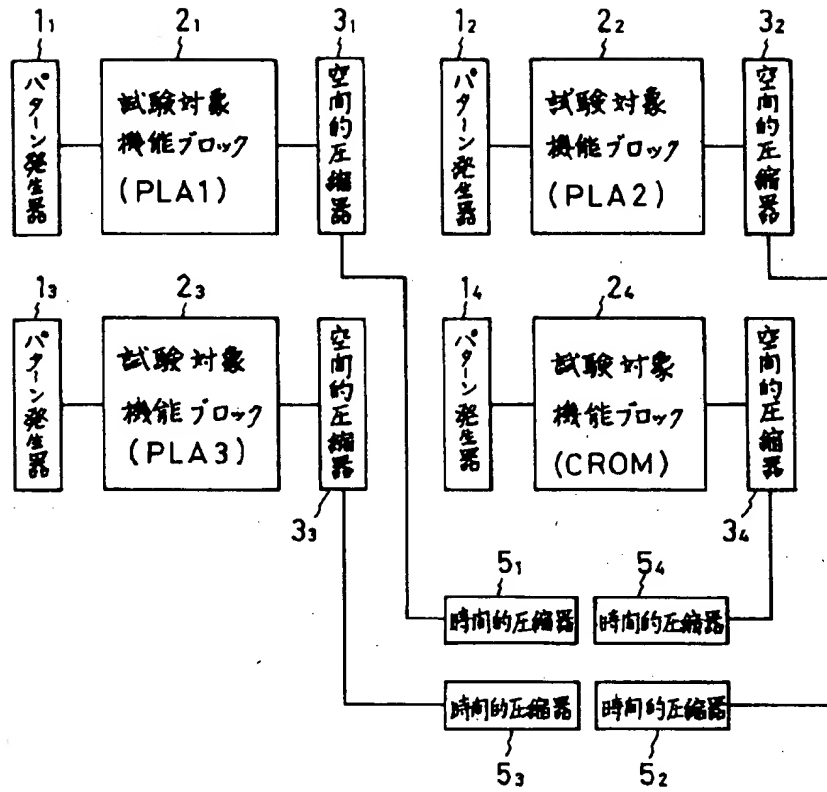 1₁
2₁
3₁
1₂
2₂
3₂
パターン発生器
試験対象
機能ブロック
(PLA1)
空間的圧縮器
パターン発生器
試験対象
機能ブロック
(PLA2)
空間的圧縮器
1₃
2₃
3₃
1₄
2₄
3₄
パターン発生器
試験対象
機能ブロック
(PLA3)
空間的圧縮器
パターン発生器
試験対象
機能ブロック
(CROM)
空間的圧縮器
5₁
5₄
時間的圧縮器
時間的圧縮器
時間的圧縮器
時間的圧縮器
5₃
5₂